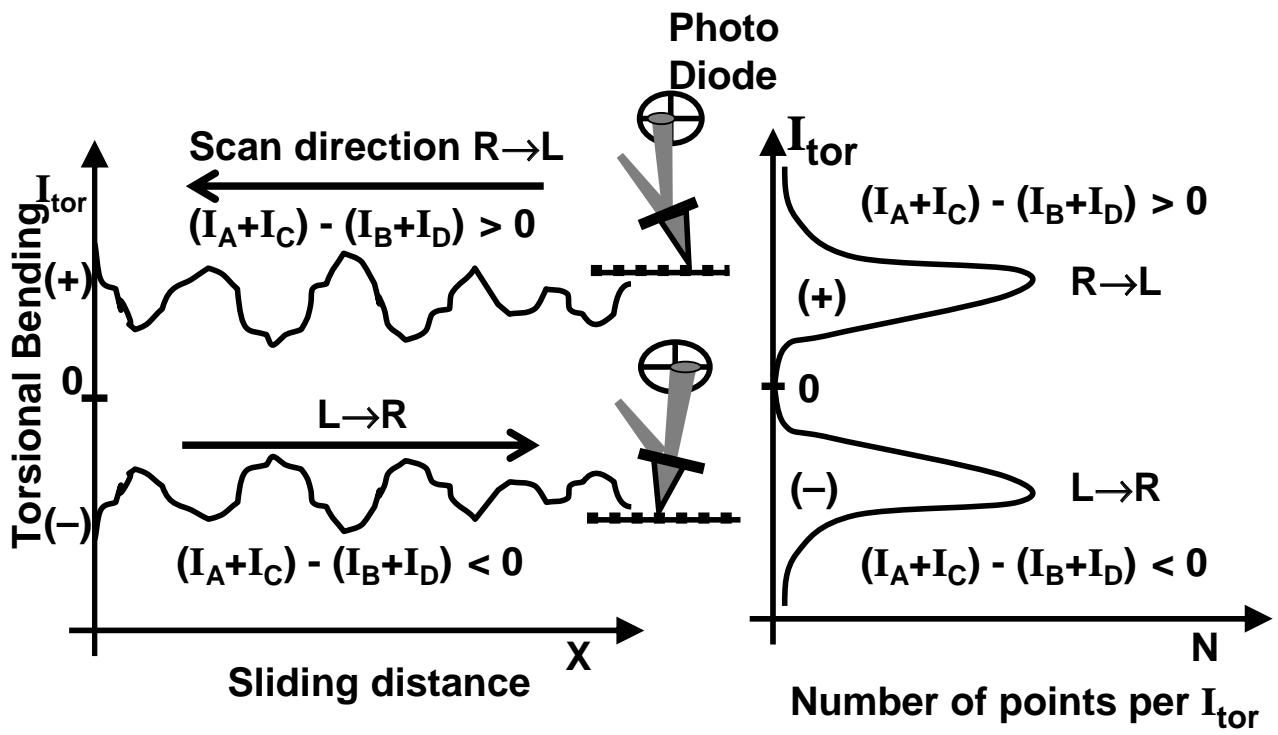 Photo
Diode
Scan direction R→L
I_tor
(I_A+I_C) - (I_B+I_D) > 0
(+)
0
L→R
(–)
(I_A+I_C) - (I_B+I_D) < 0
Torsional Bending
X
Sliding distance
I_tor
(I_A+I_C) - (I_B+I_D) > 0
R→L
(+)
0
(–)
L→R
(I_A+I_C) - (I_B+I_D) < 0
N
Number of points per I_tor